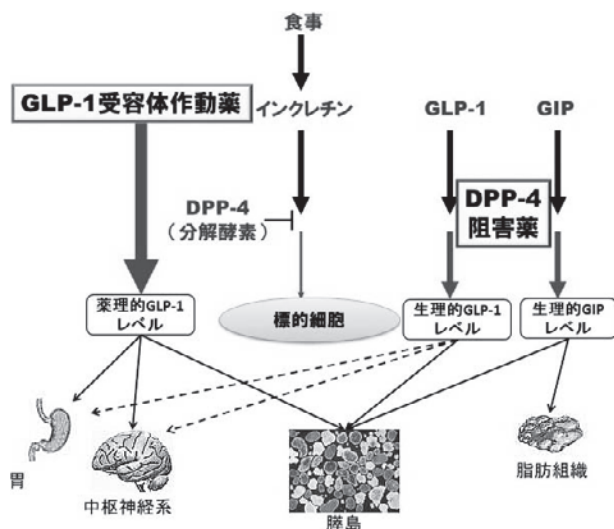 食事
GLP-1受容体作動薬
インクレチン
GLP-1
GIP
DPP-4
（分解酵素）
DPP-4
阻害薬
薬理的GLP-1
レベル
標的細胞
生理的GLP-1
レベル
生理的GIP
レベル
胃
中枢神経系
膵島
脂肪組織